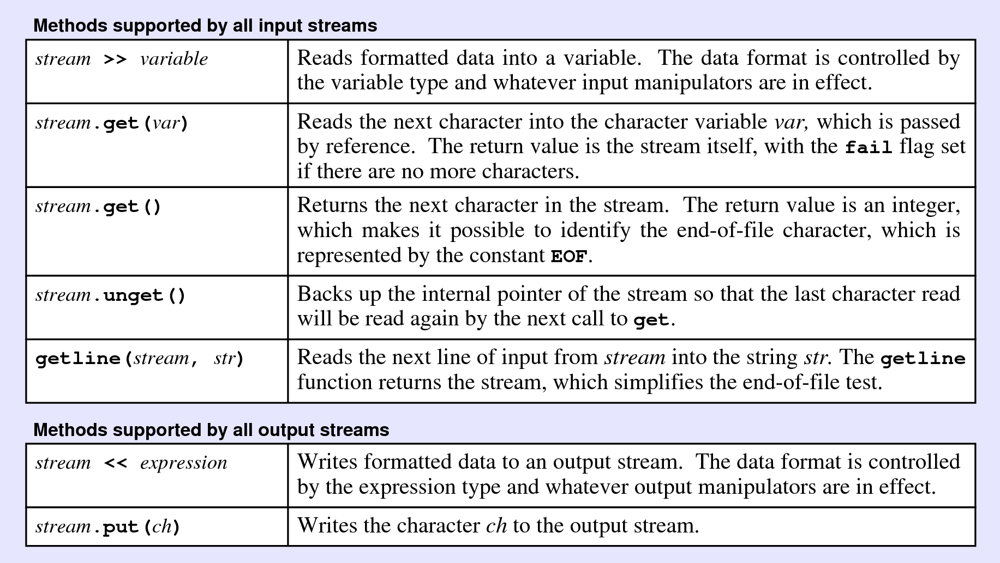 Methods supported by all input streams
stream >> variable
Reads formatted data into a variable. The data format is controlled by
the variable type and whatever input manipulators are in effect.
stream.get(var)
Reads the next character into the character variable var, which is passed
by reference. The return value is the stream itself, with the fail flag set
if there are no more characters.
stream.get()
Returns the next character in the stream. The return value is an integer,
which makes it possible to identify the end-of-file character, which is
represented by the constant EOF.
stream.unget()
Backs up the internal pointer of the stream so that the last character read
will be read again by the next call to get.
getline(stream, str)
Reads the next line of input from stream into the string str. The getline
function returns the stream, which simplifies the end-of-file test.
Methods supported by all output streams
stream << expression
Writes formatted data to an output stream. The data format is controlled
by the expression type and whatever output manipulators are in effect.
stream.put(ch)
Writes the character ch to the output stream.